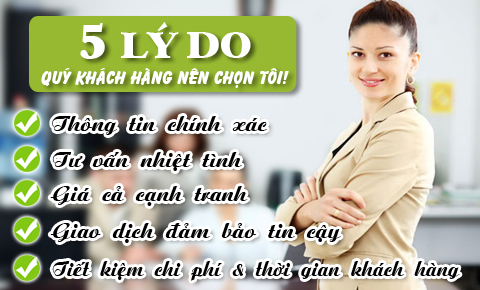 5 LÝ DO
QUÝ KHÁCH HÀNG NÊN CHỌN TÔI!
Thông tin chính xác
Tư vấn nhiệt tình
Giá cả cạnh tranh
Giao dịch đảm bảo tin cậy
Tiết kiệm chi phí & thời gian khách hàng